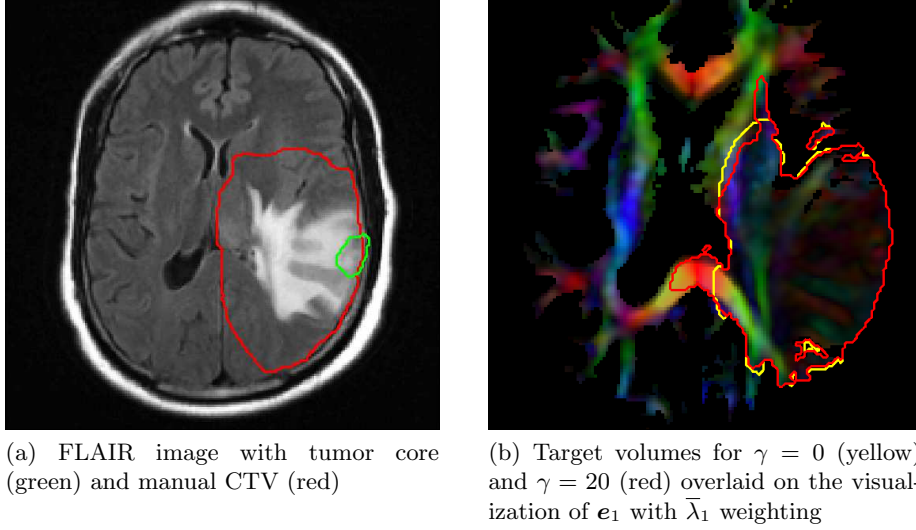 (a) FLAIR image with tumor core
(green) and manual CTV (red)
(b) Target volumes for γ = 0 (yellow)
and γ = 20 (red) overlaid on the visual-
ization of e₁ with λ̅₁ weighting